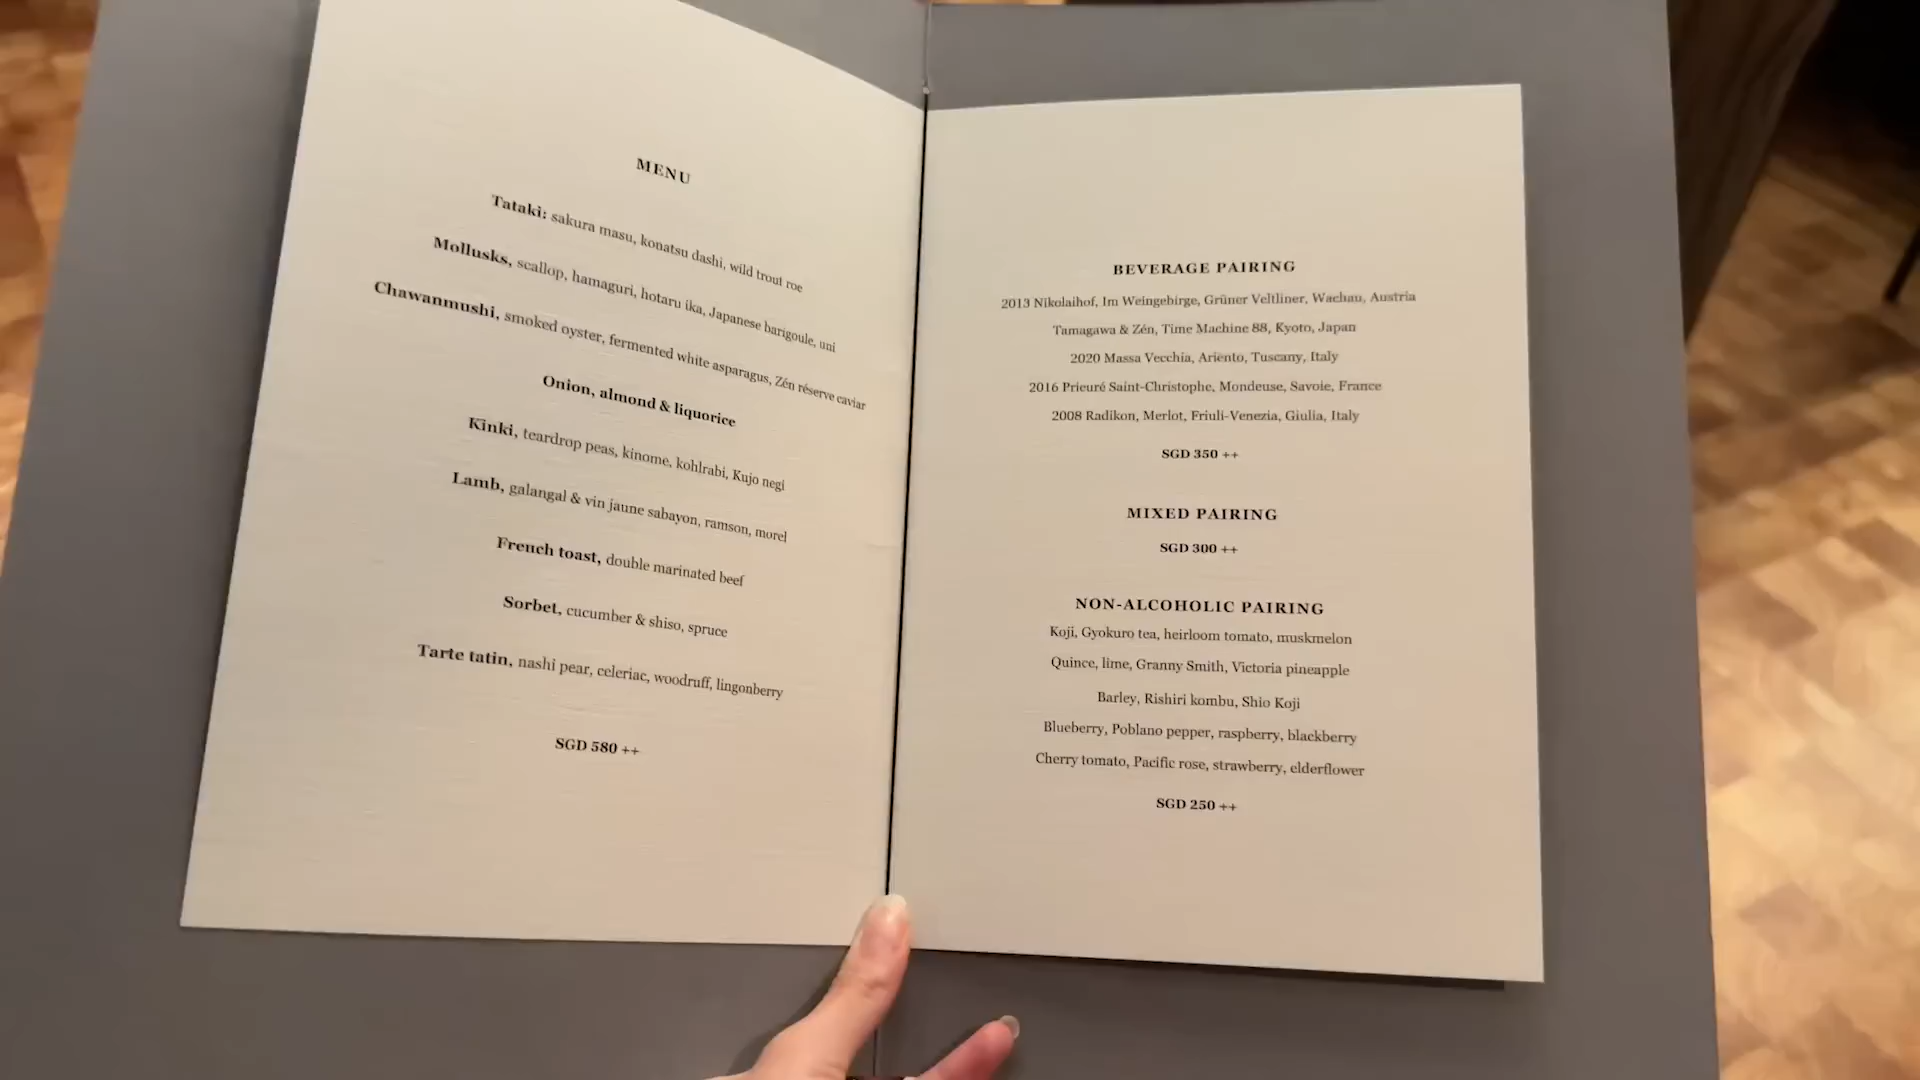 MENU
Tataki: sakura masu, konatsu dashi, wild trout roe
Mollusks, scallop, hamaguri, hotaru ika, Japanese barigoule, uni
Chawanmushi, smoked oyster, fermented white asparagus, Zén réserve caviar
Onion, almond & liquorice
Kinki, teardrop peas, kinome, kohlrabi, Kujo negi
Lamb, galangal & vin jaune sabayon, ramson, morel
French toast, double marinated beef
Sorbet, cucumber & shiso, spruce
Tarte tatin, nashi pear, celeriac, woodruff, lingonberry
SGD 580 ++
BEVERAGE PAIRING
2013 Nikolaihof, Im Weingebirge, Grüner Veltliner, Wachau, Austria
Tamagawa & Zén, Time Machine 88, Kyoto, Japan
2020 Massa Vecchia, Ariento, Tuscany, Italy
2016 Prieuré Saint-Christophe, Mondeuse, Savoie, France
2008 Radikon, Merlot, Friuli-Venezia, Giulia, Italy
SGD 350 ++
MIXED PAIRING
SGD 300 ++
NON-ALCOHOLIC PAIRING
Koji, Gyokuro tea, heirloom tomato, muskmelon
Quince, lime, Granny Smith, Victoria pineapple
Barley, Rishiri kombu, Shio Koji
Blueberry, Poblano pepper, raspberry, blackberry
Cherry tomato, Pacific rose, strawberry, elderflower
SGD 250 ++